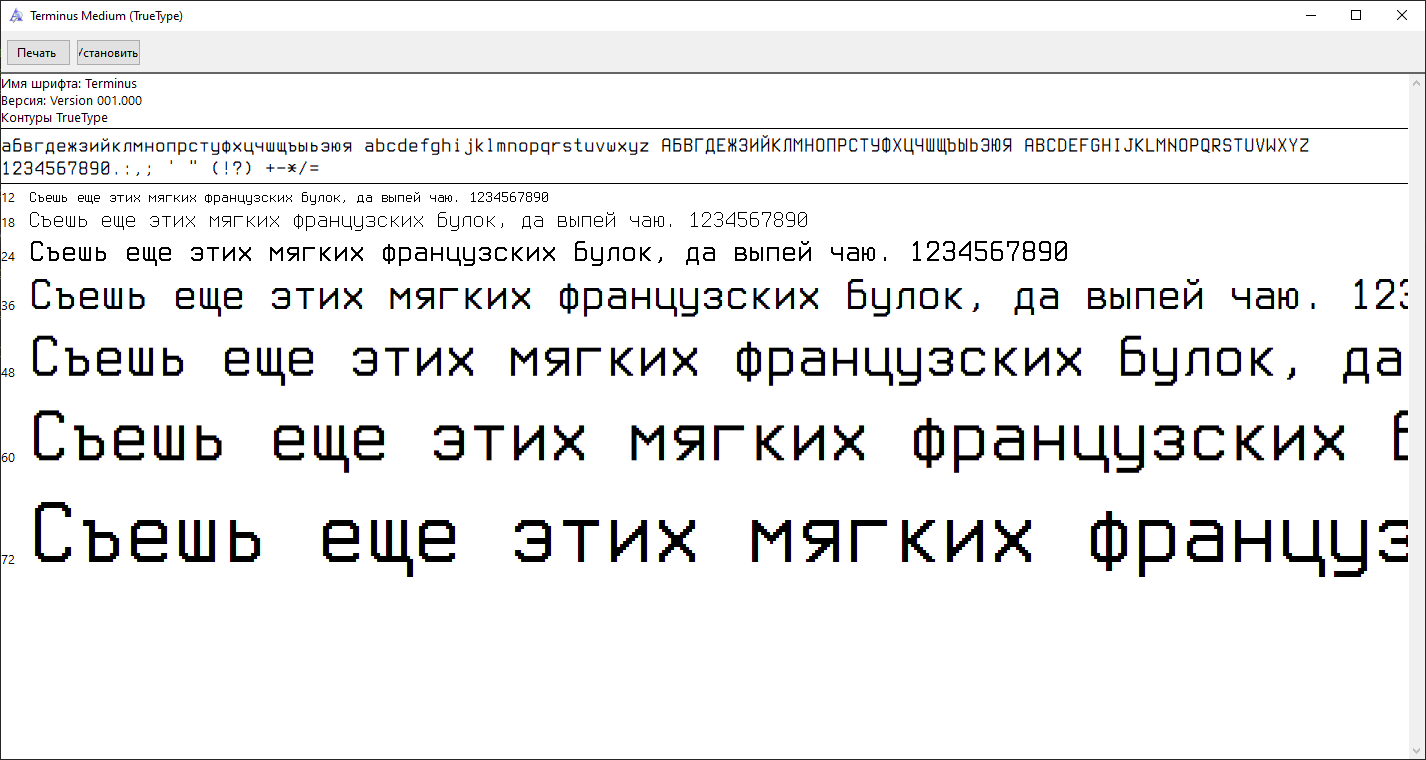 Terminus Medium (TrueType)
Печать Установить
Имя шрифта: Terminus
Версия: Version 001.000
Контуры TrueType
абвгдежзийклмнопрстуфхцчшщъыьэюя abcdefghijklmnopqrstuvwxyz АБВГДЕЖЗИЙКЛМНОПРСТУФХЦЧШЩЪЫЬЭЮЯ ABCDEFGHIJKLMNOPQRSTUVWXYZ
1234567890.:,; ' " (!?) +-*/=
12 Съешь еще этих мягких французских булок, да выпей чаю. 1234567890
18 Съешь еще этих мягких французских булок, да выпей чаю. 1234567890
24 Съешь еще этих мягких французских булок, да выпей чаю. 1234567890
36 Съешь еще этих мягких французских булок, да выпей чаю. 123
48 Съешь еще этих мягких французских булок, да
60 Съешь еще этих мягких французских б
72 Съешь еще этих мягких француз